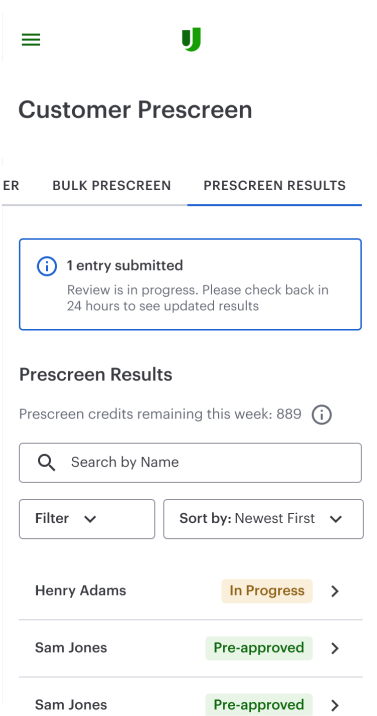 Customer Prescreen
ER BULK PRESCREEN PRESCREEN RESULTS
1 entry submitted
Review is in progress. Please check back in
24 hours to see updated results
Prescreen Results
Prescreen credits remaining this week: 889
Search by Name
Filter Sort by: Newest First
Henry Adams In Progress
Sam Jones Pre-approved
Sam Jones Pre-approved